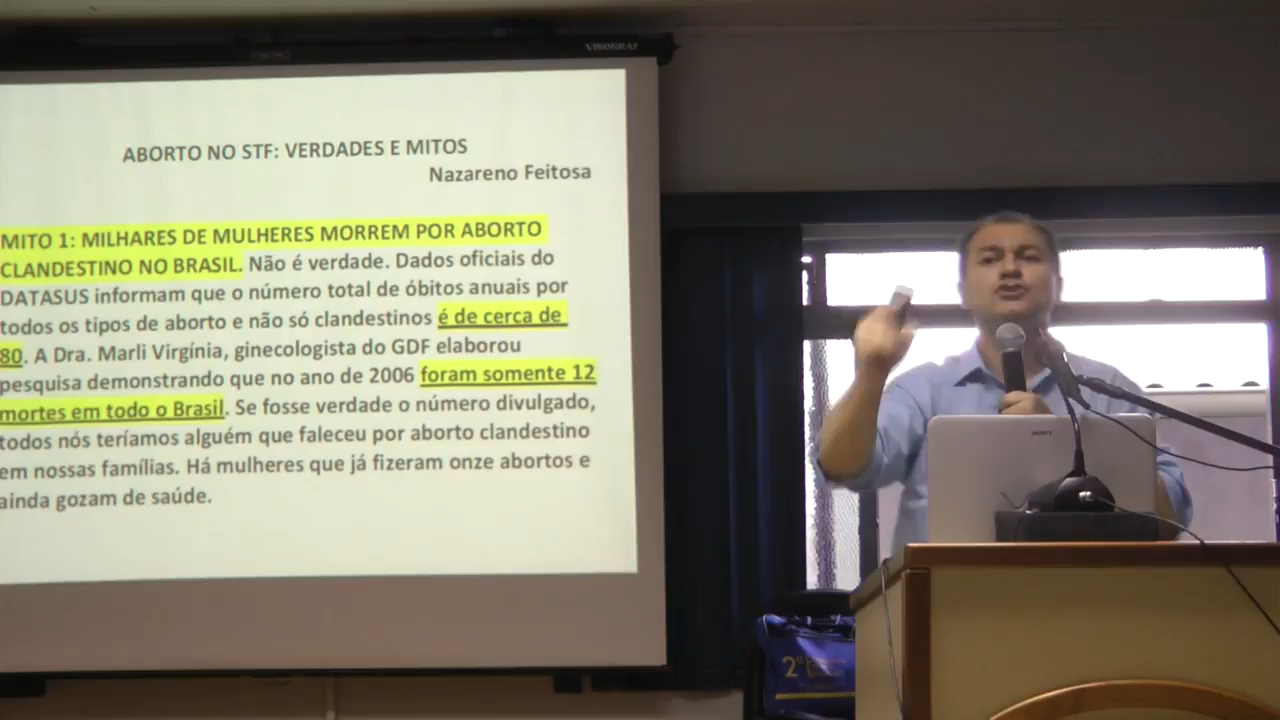 VISOGRAF
ABORTO NO STF: VERDADES E MITOS
Nazareno Feitosa
MITO 1: MILHARES DE MULHERES MORREM POR ABORTO
CLANDESTINO NO BRASIL. Não é verdade. Dados oficiais do
DATASUS informam que o número total de óbitos anuais por
todos os tipos de aborto e não só clandestinos é de cerca de
80. A Dra. Marli Virgínia, ginecologista do GDF elaborou
pesquisa demonstrando que no ano de 2006 foram somente 12
mortes em todo o Brasil. Se fosse verdade o número divulgado,
todos nós teríamos alguém que faleceu por aborto clandestino
em nossas famílias. Há mulheres que já fizeram onze abortos e
ainda gozam de saúde.
SONY
2º